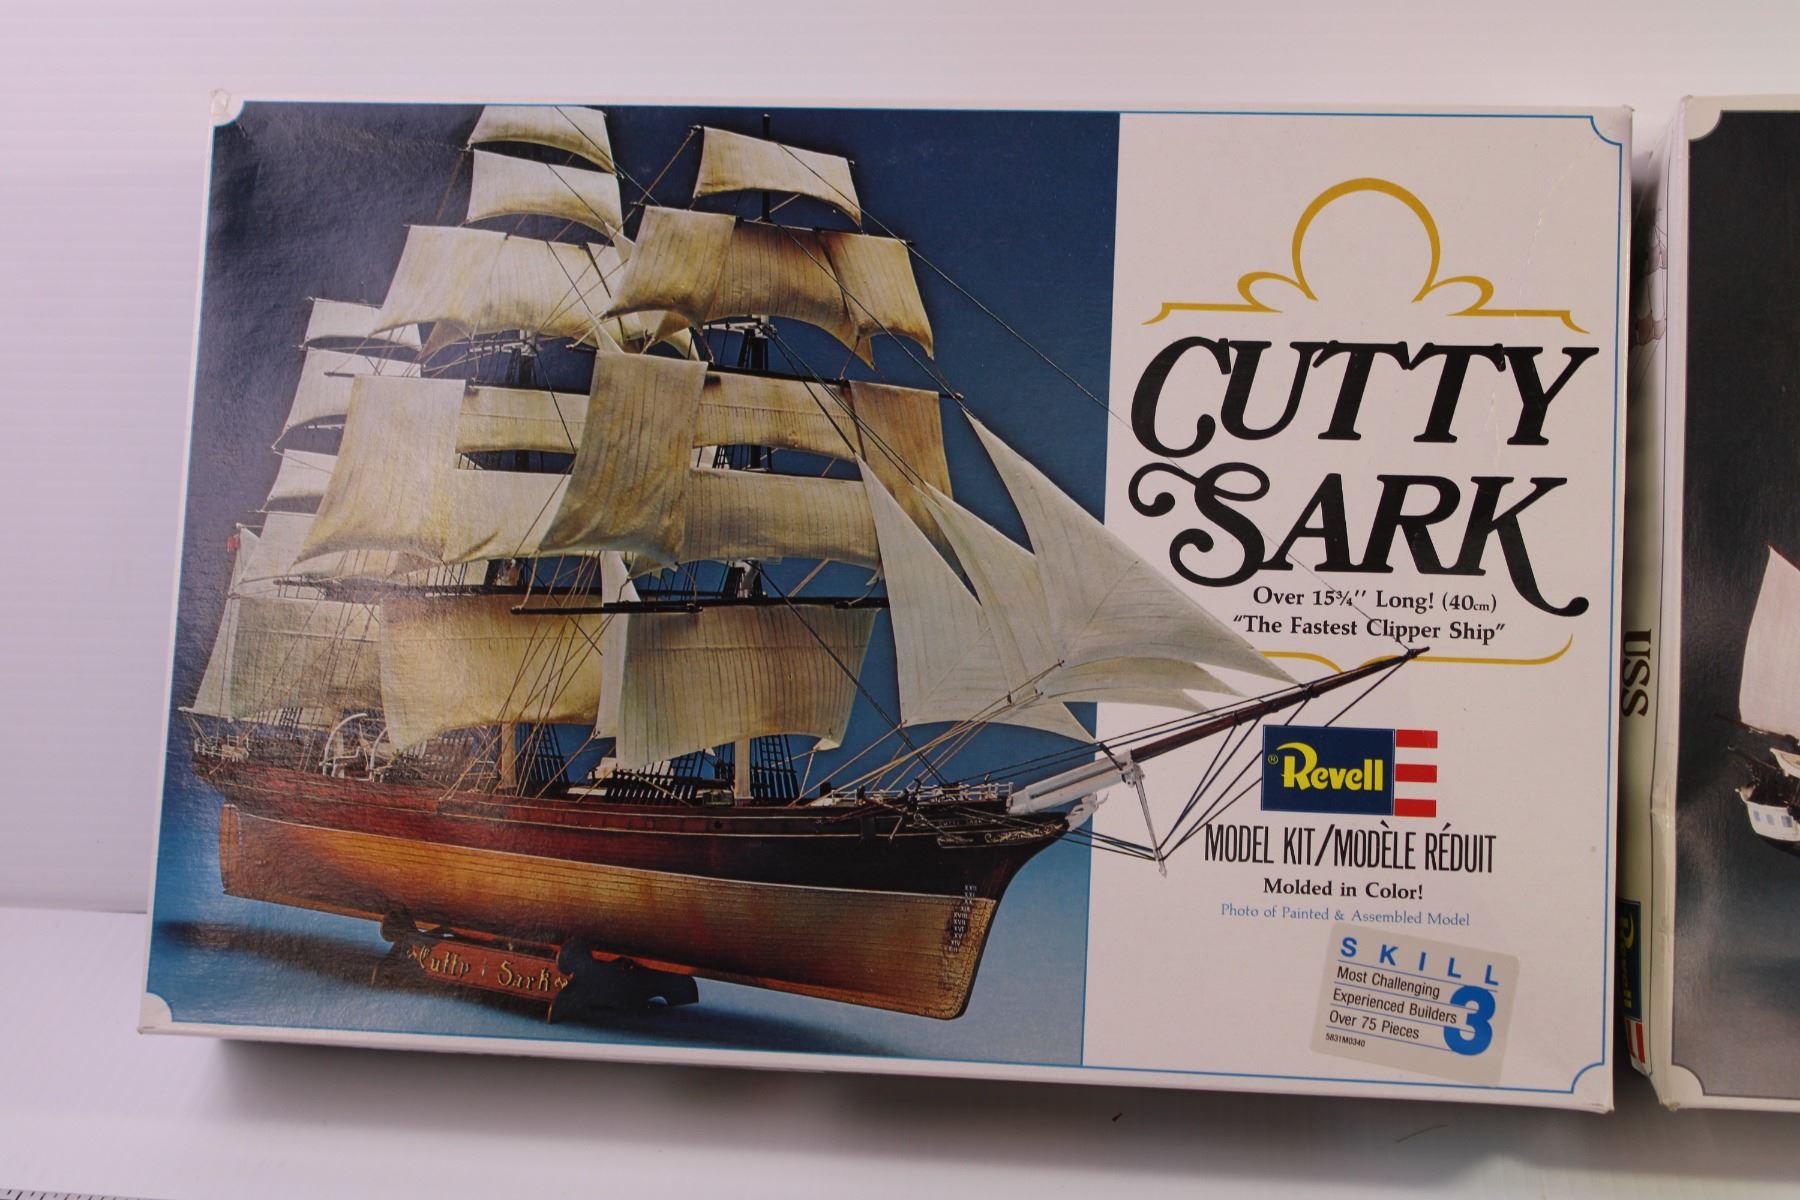 CUTTY
SARK
Over 15¾" Long! (40cm)
"The Fastest Clipper Ship"
® Revell
MODEL KIT/MODÈLE RÉDUIT
Molded in Color!
Photo of Painted & Assembled Model
SKILL
3
Most Challenging
Experienced Builders
Over 75 Pieces
5831M0340
Cutty Sark
USS
Revell